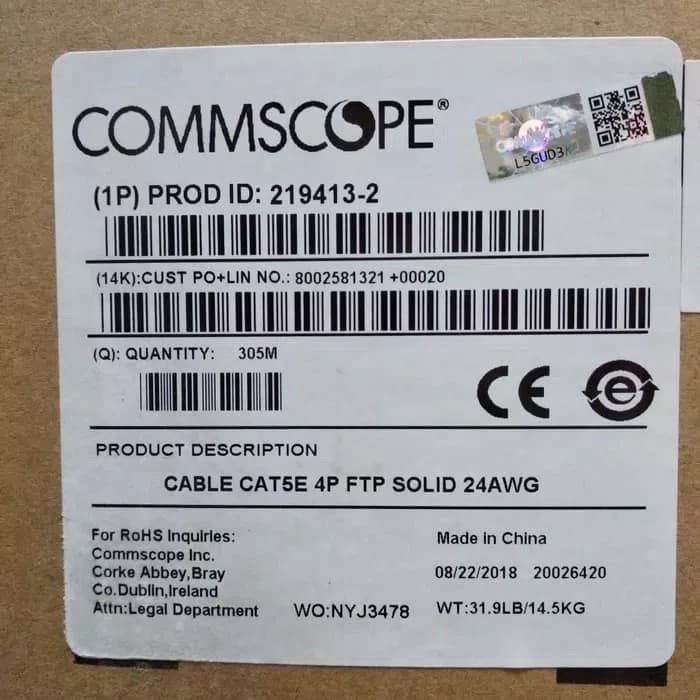 COMMSCOPE®
L5GUD3
(1P) PROD ID: 219413-2
(14K):CUST PO+LIN NO.: 8002581321 +00020
(Q): QUANTITY: 305M
CE
e
PRODUCT DESCRIPTION
CABLE CAT5E 4P FTP SOLID 24AWG
For RoHS Inquiries:
Commscope Inc.
Corke Abbey,Bray
Co.Dublin,Ireland
Attn:Legal Department
WO:NYJ3478
Made in China
08/22/2018 20026420
WT:31.9LB/14.5KG